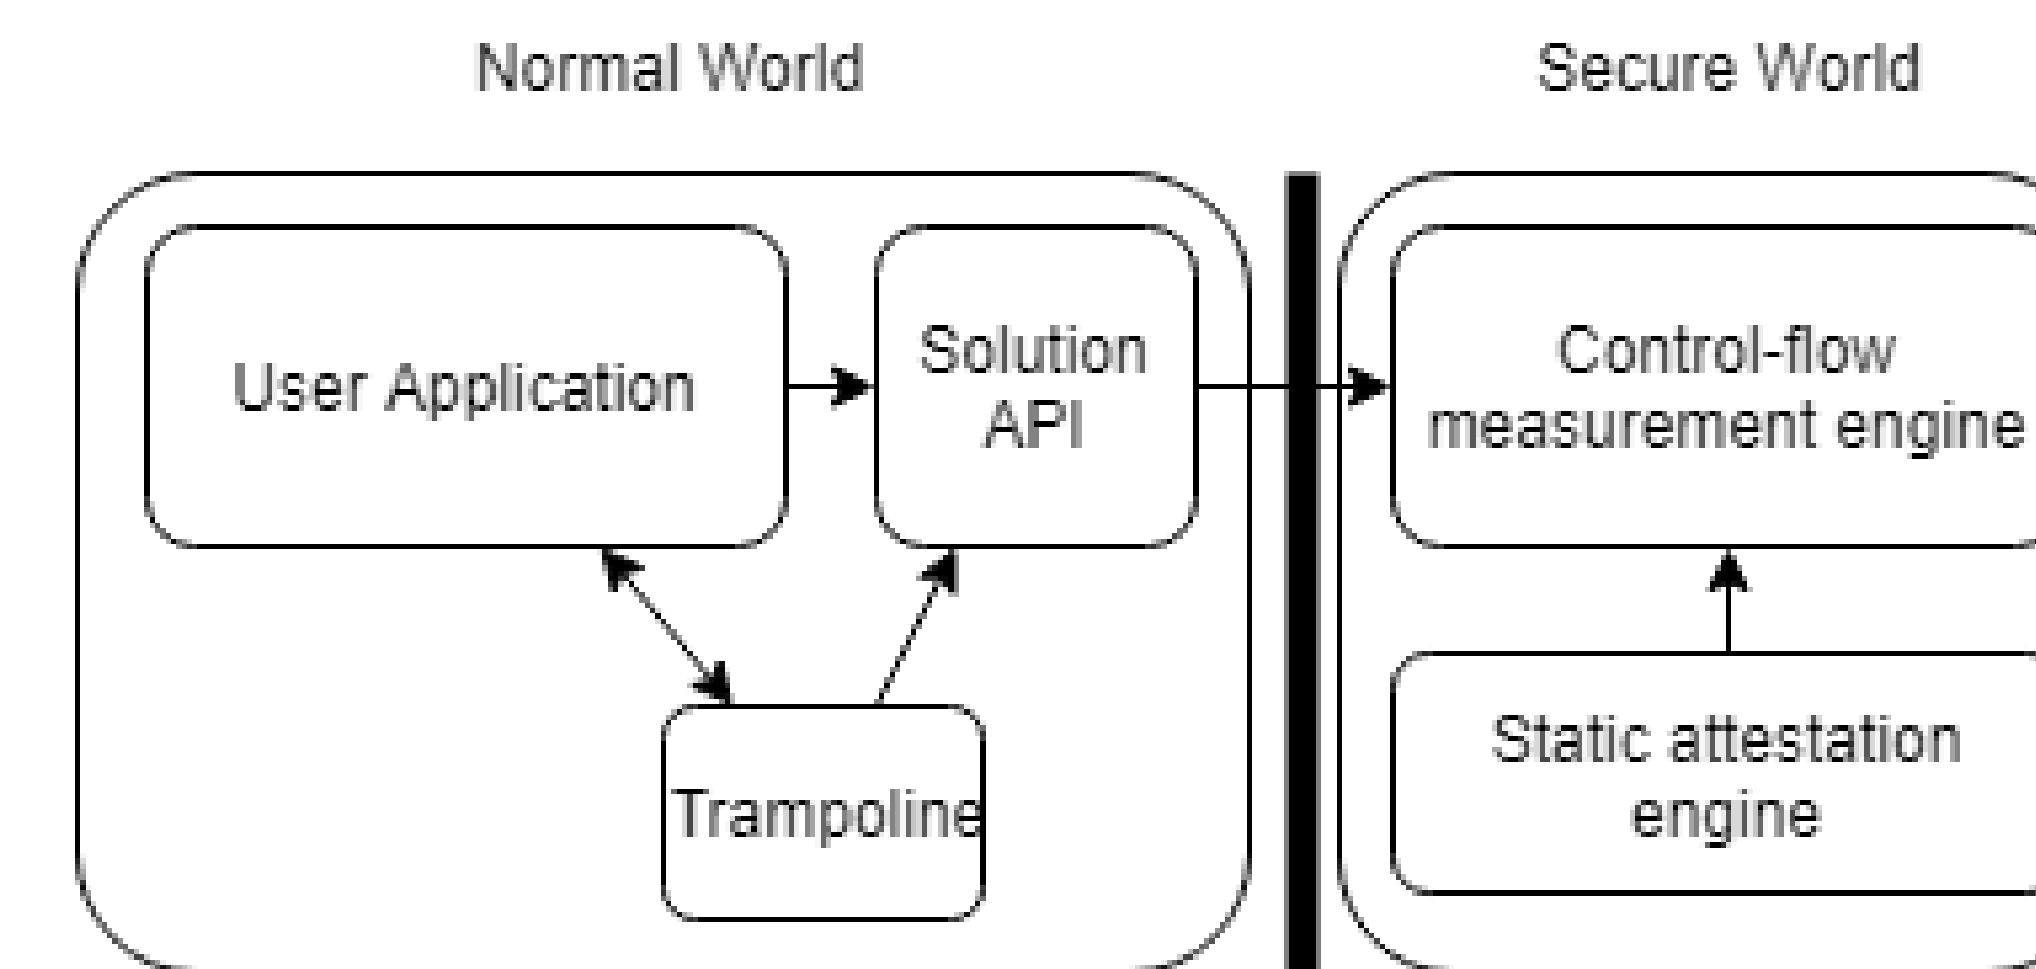 Normal World
Secure World
User Application
Solution
API
Control-flow
measurement engine
Trampoline
Static attestation
engine